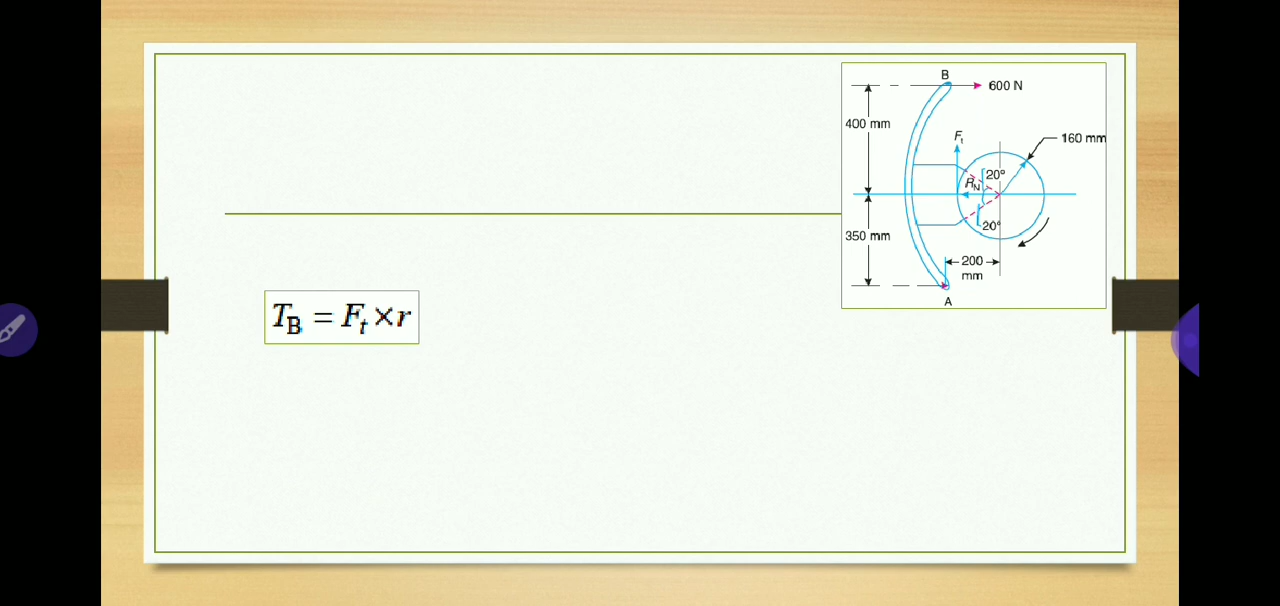 B
600 N
400 mm
Ft
160 mm
20°
RN
20°
350 mm
200
mm
A
TB = Ft × r